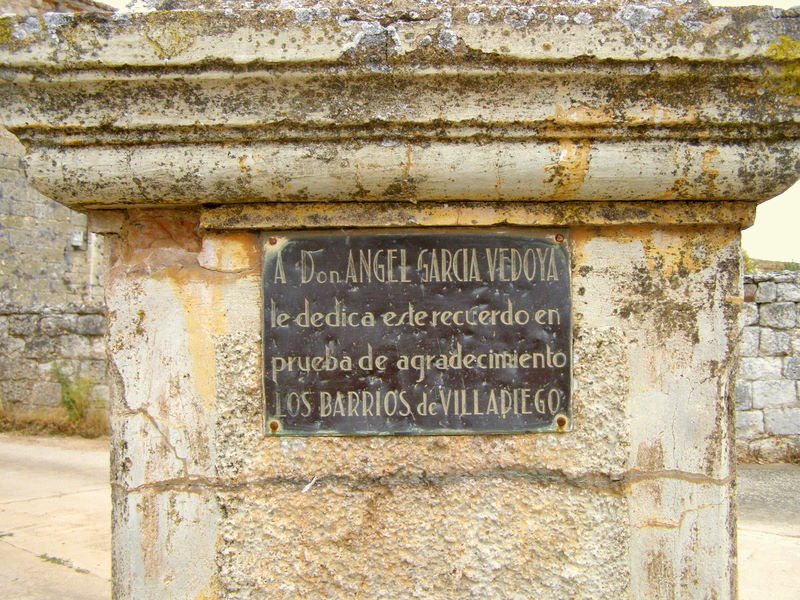 A Don ANGEL GARCIA VEDOYA
le dedica este recuerdo en
prueba de agradecimiento
LOS BARRIOS de VILLADIEGO